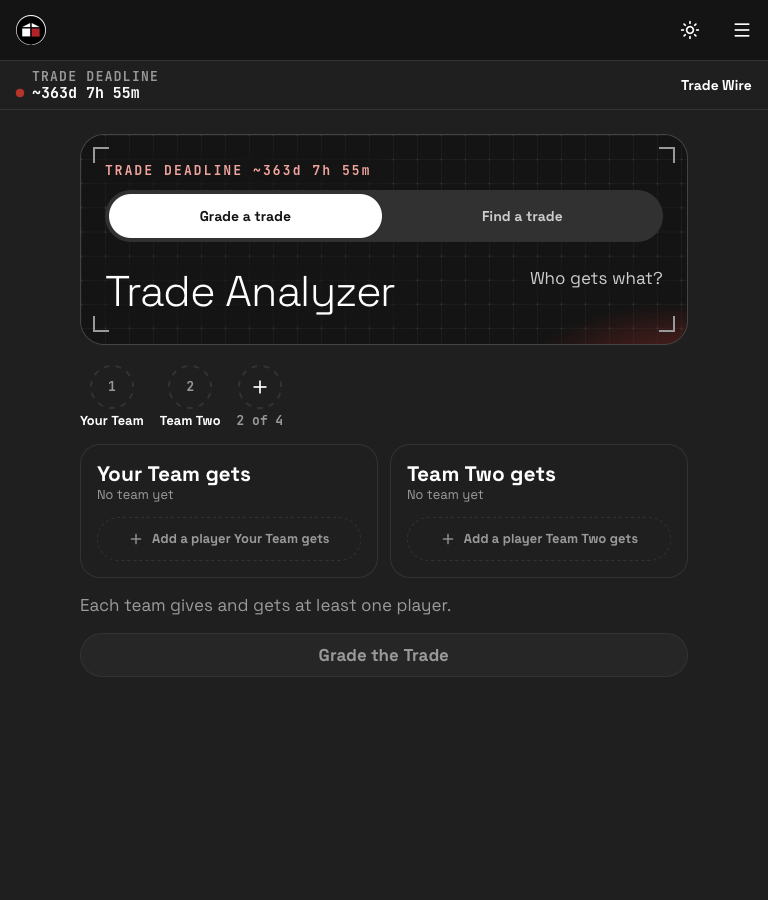 TRADE DEADLINE
~363d 7h 55m
Trade Wire
TRADE DEADLINE ~363d 7h 55m
Grade a trade
Find a trade
Trade Analyzer
Who gets what?
1
2
Your Team
Team Two
2 of 4
Your Team gets
No team yet
+ Add a player Your Team gets
Team Two gets
No team yet
+ Add a player Team Two gets
Each team gives and gets at least one player.
Grade the Trade